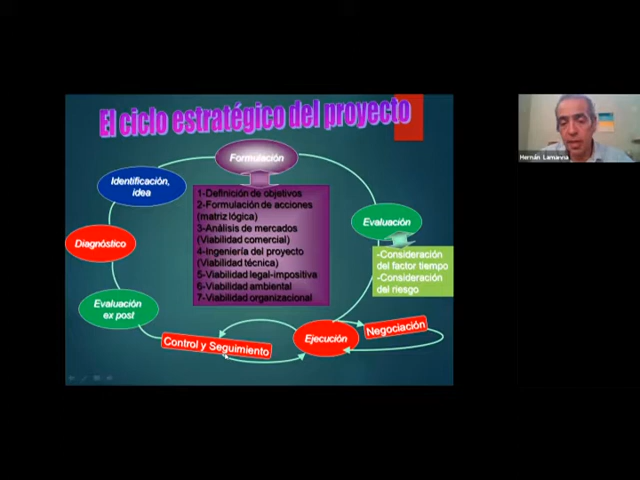 El ciclo estratégico del proyecto
Formulación
Identificación,
idea
1-Definición de objetivos
2-Formulación de acciones
(matriz lógica)
3-Análisis de mercados
(Viabilidad comercial)
4-Ingeniería del proyecto
(Viabilidad técnica)
5-Viabilidad legal-impositiva
6-Viabilidad ambiental
7-Viabilidad organizacional
Evaluación
-Consideración
del factor tiempo
-Consideración
del riesgo
Diagnóstico
Evaluación
ex post
Control y Seguimiento
Ejecución
Negociación
Hernán Lamavvia